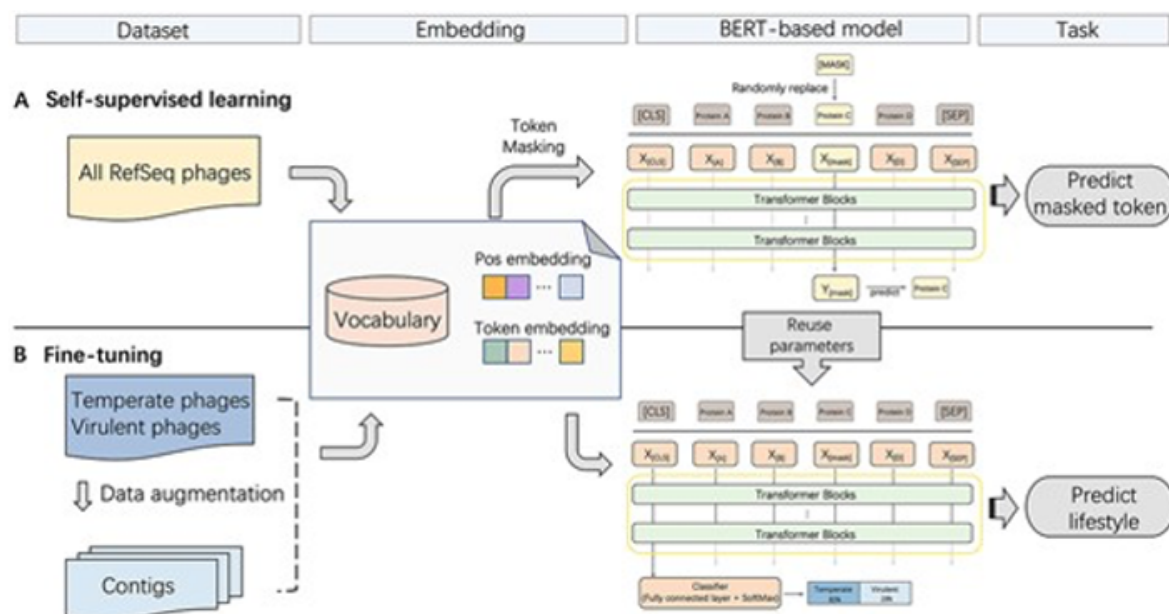 Dataset
Embedding
BERT-based model
Task
A Self-supervised learning
All RefSeq phages
Token
Masking
[MASK]
Randomly replace
[CLS]
Protein A
Protein B
Protein C
Protein D
[SEP]
X[CLS]
X[A]
X[B]
X[mask]
X[D]
X[SEP]
Transformer Blocks
Transformer Blocks
Y[mask]
predict
Protein C
Predict
masked token
Pos embedding
...
Vocabulary
Token embedding
...
Reuse
parameters
B Fine-tuning
Temperate phages
Virulent phages
Data augmentation
Contigs
[CLS]
Protein A
Protein B
Protein C
Protein D
[SEP]
X[CLS]
X[A]
X[B]
X[mask]
X[D]
X[SEP]
Transformer Blocks
Transformer Blocks
Classifier
(Fully connected layer + SoftMax)
Temperate
Virulent
Predict
lifestyle